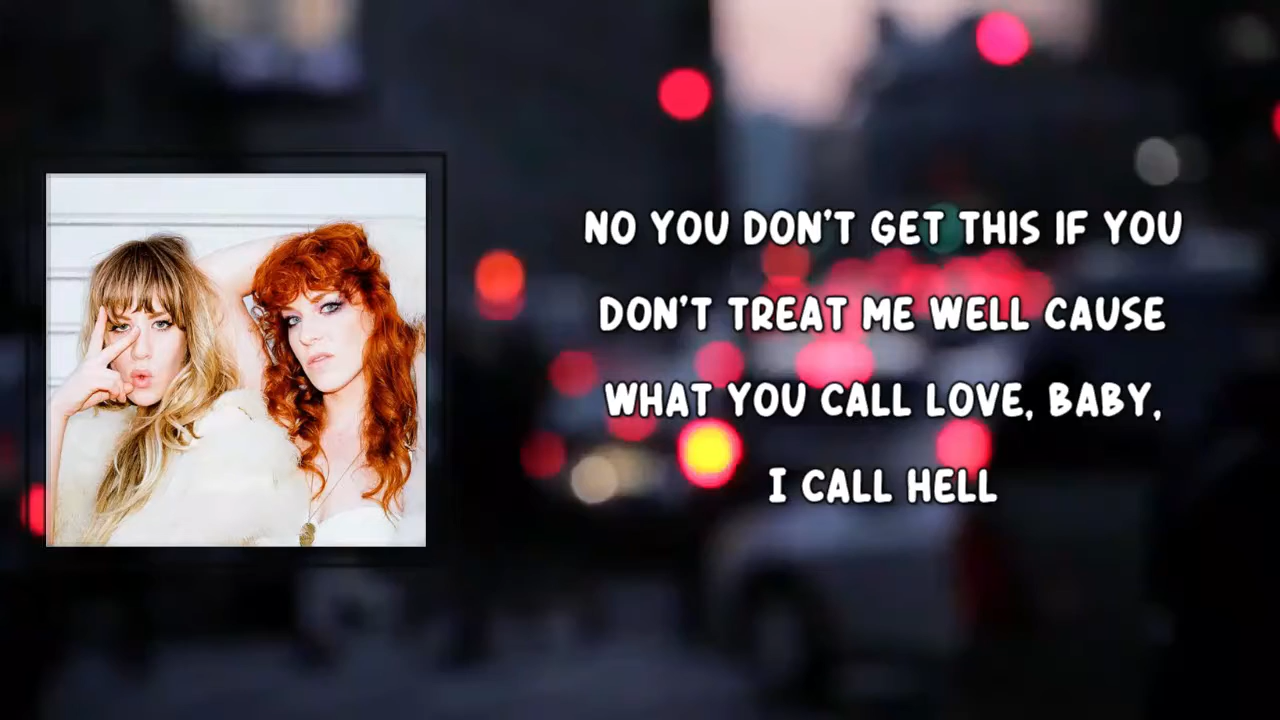 NO YOU DON'T GET THIS IF YOU
DON'T TREAT ME WELL CAUSE
WHAT YOU CALL LOVE, BABY,
I CALL HELL